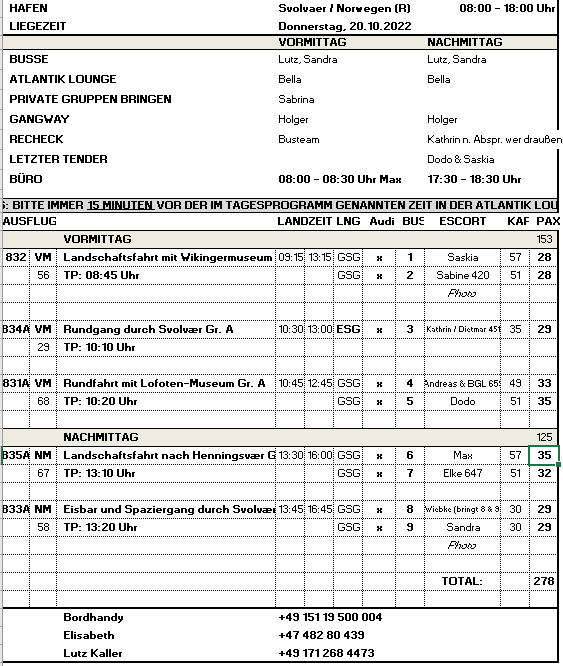 HAFEN Svolvaer / Norwegen (R) 08:00 - 18:00 Uhr
LIEGEZEIT Donnerstag, 20.10.2022
VORMITTAG NACHMITTAG
BUSSE Lutz, Sandra Lutz, Sandra
ATLANTIK LOUNGE Bella Bella
PRIVATE GRUPPEN BRINGEN Sabrina
GANGWAY Holger Holger
RECHECK Busteam Kathrin n. Abspr. wer draußen
LETZTER TENDER Dodo & Saskia
BÜRO 08:00 - 08:30 Uhr Max 17:30 - 18:30 Uhr
: BITTE IMMER 15 MINUTEN VOR DER IM TAGESPROGRAMM GENANNTEN ZEIT IN DER ATLANTIK LOU
AUSFLUG LANDZEIT LNG Audi BUS ESCORT KAF PAX
VORMITTAG 153
832 VM Landschaftsfahrt mit Wikingermuseum 09:15 13:15 GSG x 1 Saskia 57 28
56 TP: 08:45 Uhr GSG x 2 Sabine 420 51 28
Photo
834A VM Rundgang durch Svolvær Gr. A 10:30 13:00 ESG x 3 Kathrin / Dietmar 451 35 29
29 TP: 10:10 Uhr
831A VM Rundfahrt mit Lofoten-Museum Gr. A 10:45 12:45 GSG x 4 Andreas & BGL 65 49 33
68 TP: 10:20 Uhr GSG x 5 Dodo 51 35
NACHMITTAG 125
835A NM Landschaftsfahrt nach Henningsvær G 13:30 16:00 GSG x 6 Max 57 35
67 TP: 13:10 Uhr GSG x 7 Elke 647 51 32
833A NM Eisbar und Spaziergang durch Svolvær 13:45 16:45 GSG x 8 Wiebke (bringt 8 & 9 30 29
58 TP: 13:20 Uhr GSG x 9 Sandra 30 29
Photo
TOTAL: 278
Bordhandy +49 151 19 500 004
Elisabeth +47 482 80 439
Lutz Kaller +49 171 268 4473